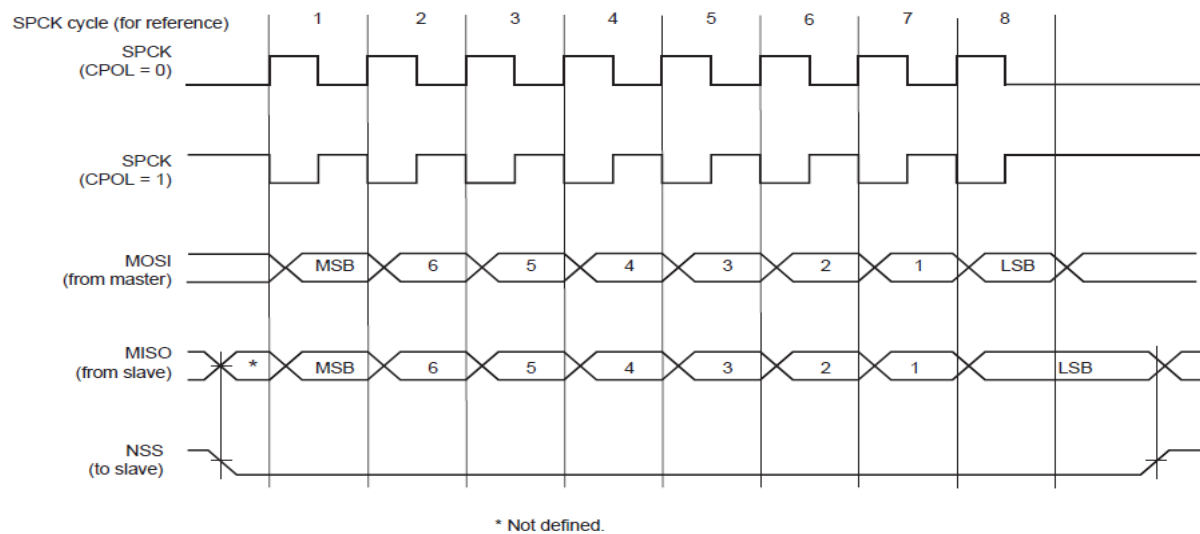 SPCK cycle (for reference) 1 2 3 4 5 6 7 8
SPCK
(CPOL = 0)
SPCK
(CPOL = 1)
MOSI
(from master)
MSB 6 5 4 3 2 1 LSB
MISO
(from slave)
* MSB 6 5 4 3 2 1 LSB
NSS
(to slave)
* Not defined.